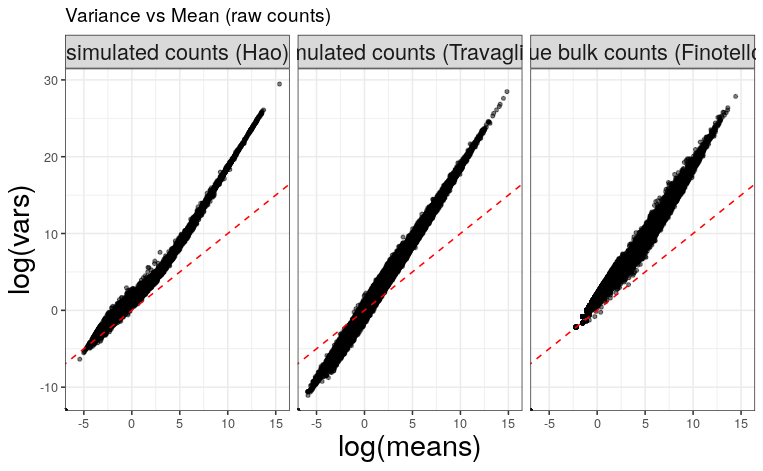 Variance vs Mean (raw counts)
simulated counts (Hao)
nulated counts (Travagli
ue bulk counts (Finotello
30
20
10
0
-10
-5 0 5 10 15
-5 0 5 10 15
-5 0 5 10 15
log(vars)
log(means)